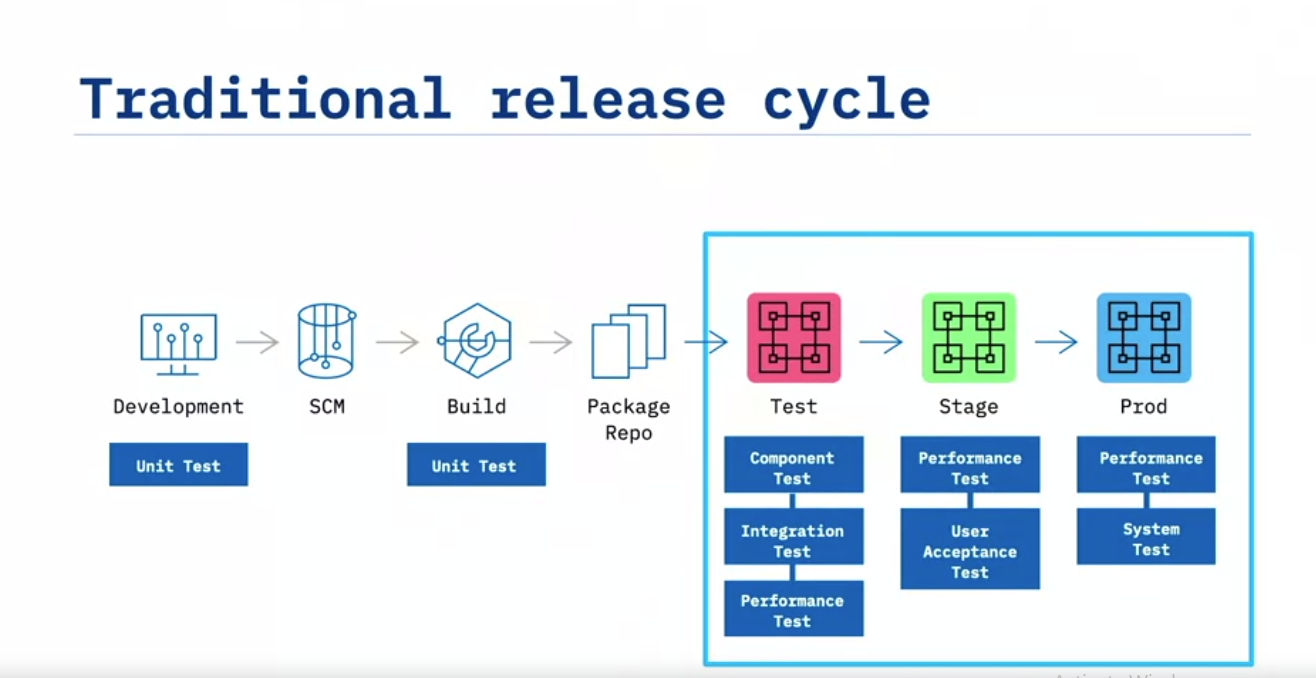 Traditional release cycle
Development
SCM
Build
Package
Repo
Test
Stage
Prod
Unit Test
Unit Test
Component
Test
Integration
Test
Performance
Test
Performance
Test
User
Acceptance
Test
Performance
Test
System
Test